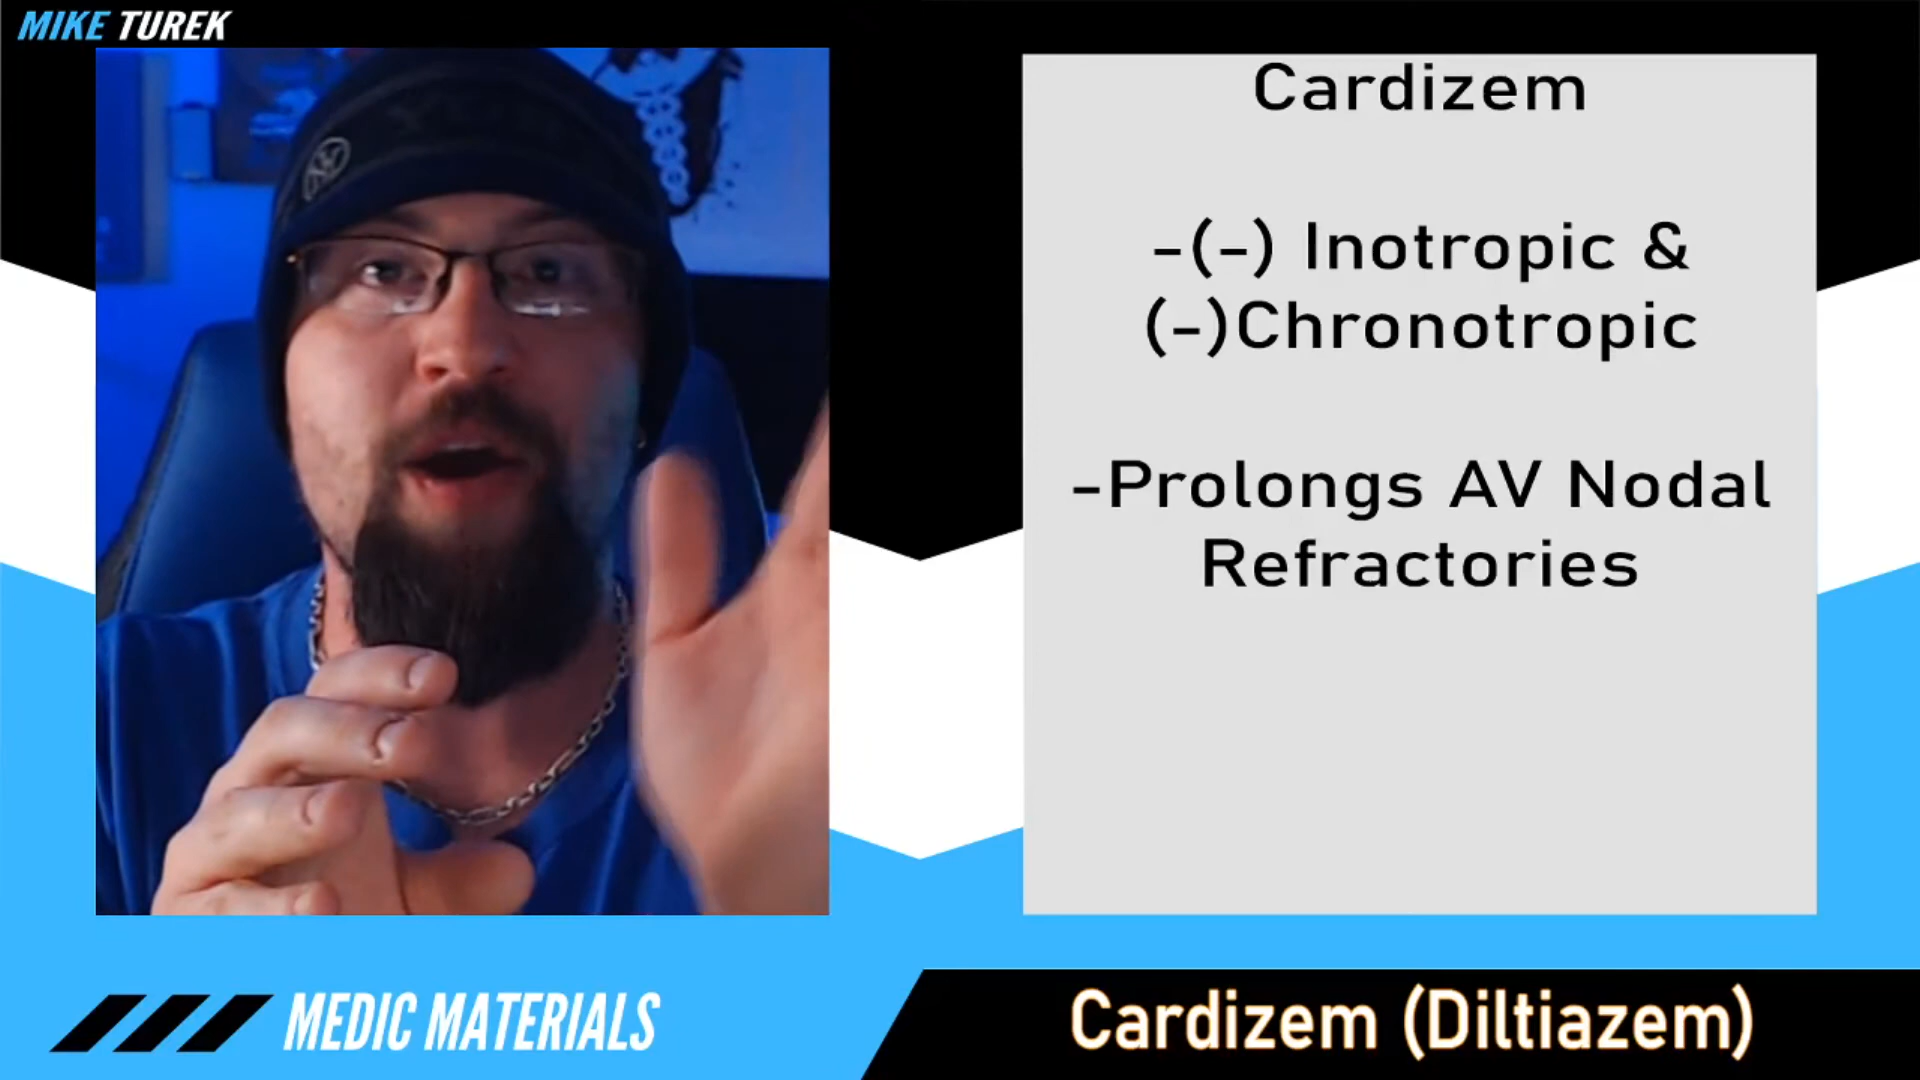 MIKE TUREK
Cardizem
-(-) Inotropic &
(-)Chronotropic
-Prolongs AV Nodal
Refractories
MEDIC MATERIALS
Cardizem (Diltiazem)